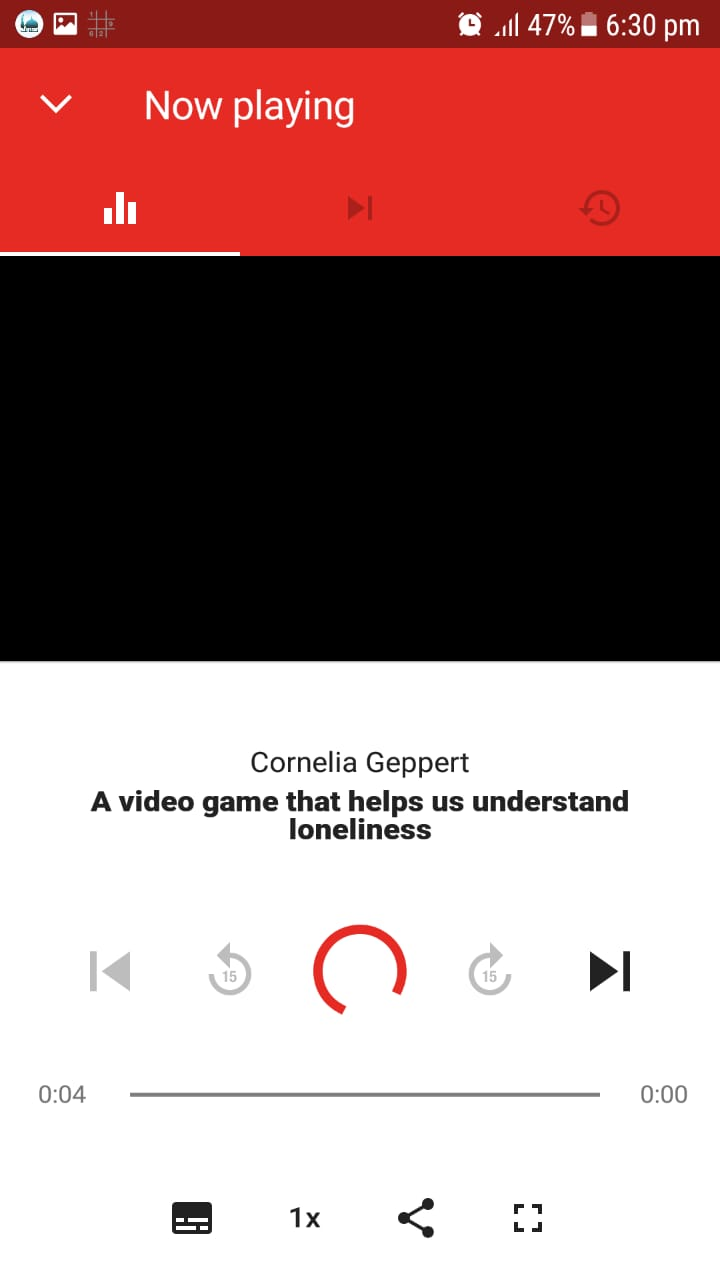 47% 6:30 pm
Now playing
Cornelia Geppert
A video game that helps us understand
loneliness
15 15
0:04 0:00
1x